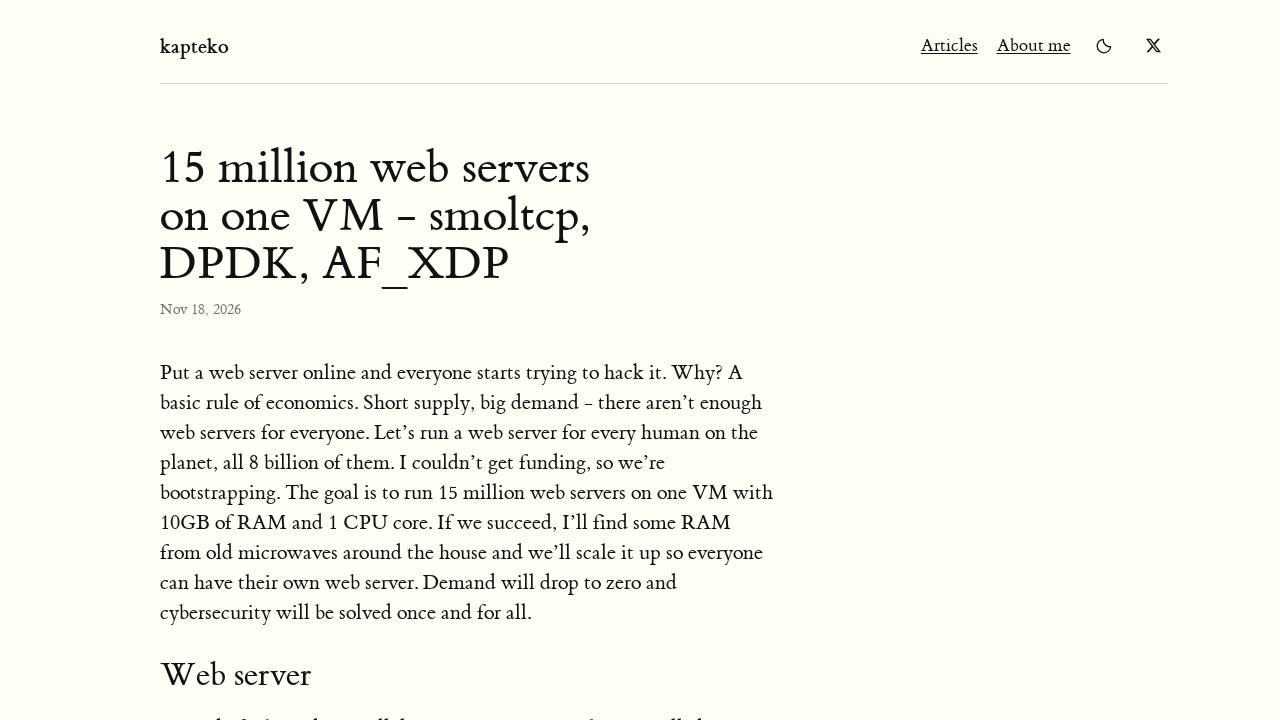 kapteko
Articles
About me
15 million web servers
on one VM – smoltcp,
DPDK, AF_XDP
Nov 18, 2026
Put a web server online and everyone starts trying to hack it. Why? A
basic rule of economics. Short supply, big demand – there aren’t enough
web servers for everyone. Let’s run a web server for every human on the
planet, all 8 billion of them. I couldn’t get funding, so we’re
bootstrapping. The goal is to run 15 million web servers on one VM with
10GB of RAM and 1 CPU core. If we succeed, I’ll find some RAM
from old microwaves around the house and we’ll scale it up so everyone
can have their own web server. Demand will drop to zero and
cybersecurity will be solved once and for all.
Web server